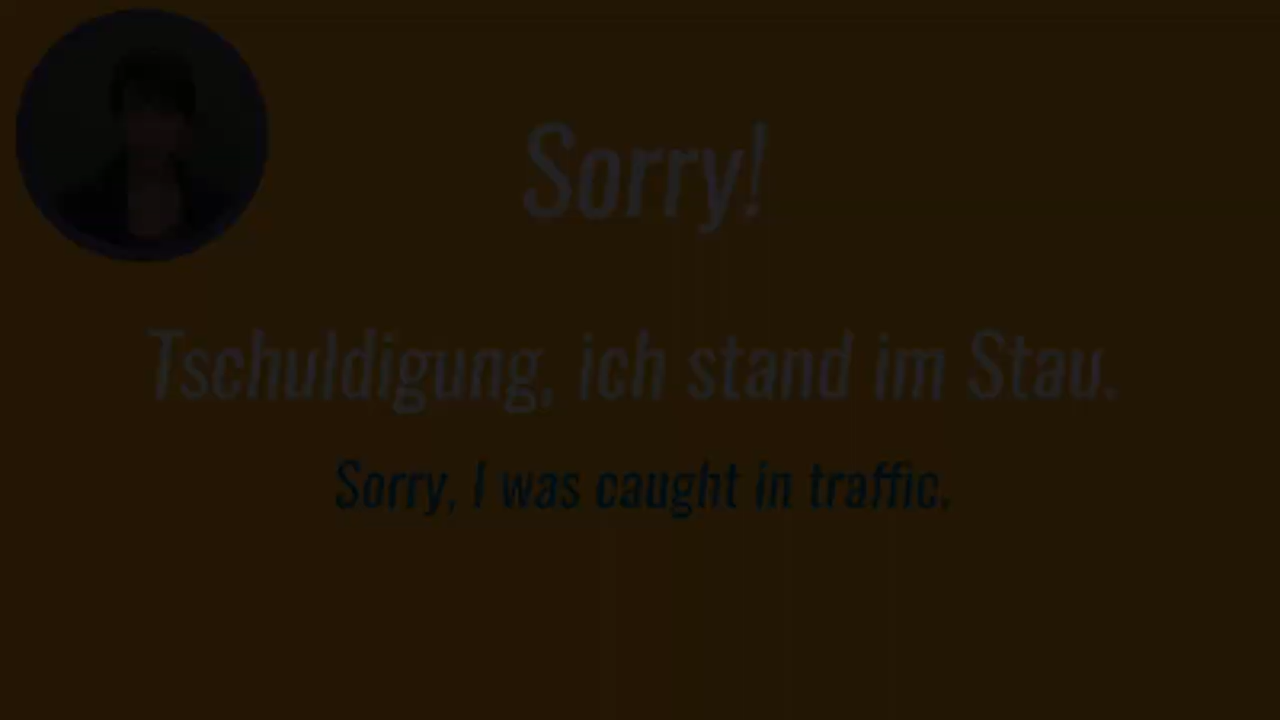 Sorry!
Tschuldigung, ich stand im Stau.
Sorry, I was caught in traffic.